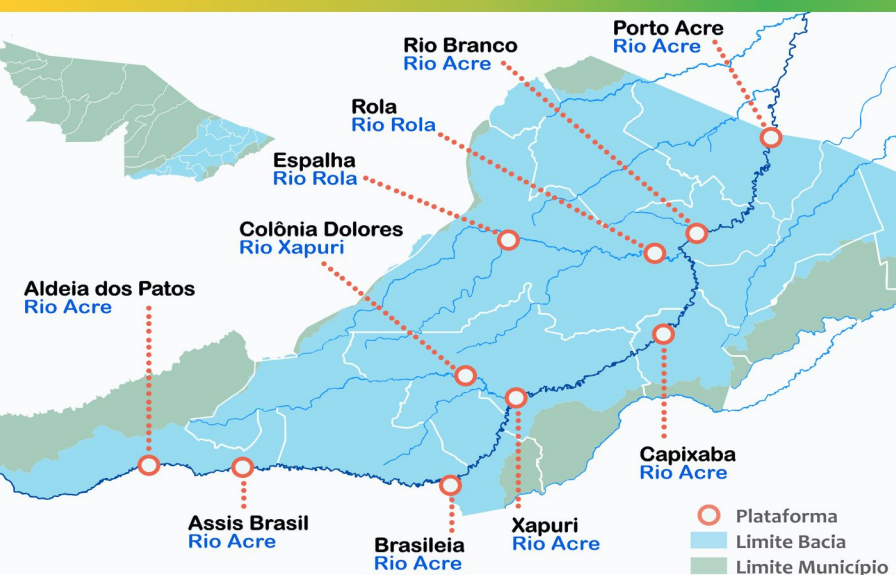 Porto Acre
Rio Acre
Rio Branco
Rio Acre
Rola
Rio Rola
Espalha
Rio Rola
Colônia Dolores
Rio Xapuri
Aldeia dos Patos
Rio Acre
Capixaba
Rio Acre
Assis Brasil
Rio Acre
Brasileia
Rio Acre
Xapuri
Rio Acre
Plataforma
Limite Bacia
Limite Município